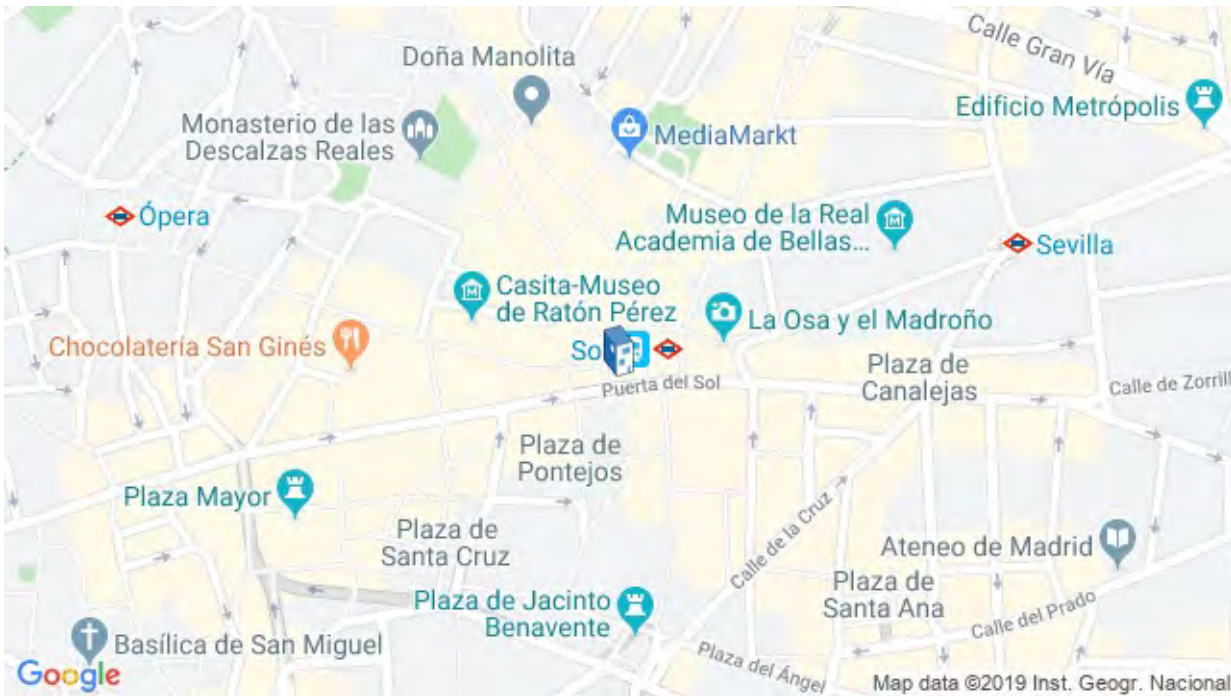 Calle Gran Vía
Doña Manolita
Edificio Metrópolis
Monasterio de las
Descalzas Reales
MediaMarkt
Ópera
Museo de la Real
Academia de Bellas...
Sevilla
Casita-Museo
de Ratón Pérez
La Osa y el Madroño
Chocolatería San Ginés
So
Puerta del Sol
Plaza de
Canalejas
Calle de Zorrill
Plaza de
Pontejos
Plaza Mayor
Plaza de
Santa Cruz
Calle de la Cruz
Ateneo de Madrid
Plaza de
Santa Ana
Plaza de Jacinto
Benavente
Calle del Prado
Basílica de San Miguel
Plaza del Ángel
Google
Map data ©2019 Inst. Geogr. Nacional